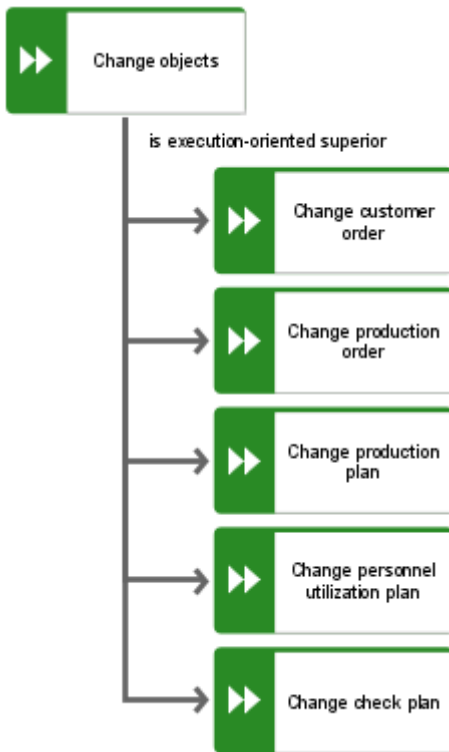 Change objects
is execution-oriented superior
Change customer
order
Change production
order
Change production
plan
Change personnel
utilization plan
Change check plan